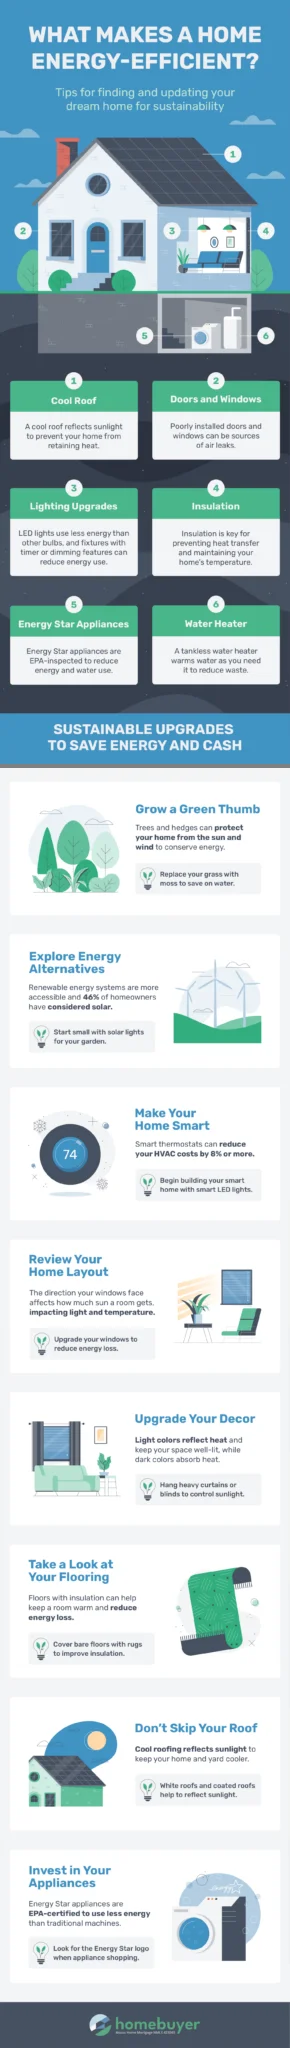 WHAT MAKES A HOME
ENERGY-EFFICIENT?
Tips for finding and updating your
dream home for sustainability
1
2
3
4
5
6
1
Cool Roof
A cool roof reflects sunlight
to prevent your home from
retaining heat.
2
Doors and Windows
Poorly installed doors and
windows can be sources
of air leaks.
3
Lighting Upgrades
LED lights use less energy than
other bulbs, and fixtures with
timer or dimming features can
reduce energy use.
4
Insulation
Insulation is key for
preventing heat transfer
and maintaining your
home's temperature.
5
Energy Star Appliances
Energy Star appliances are
EPA-inspected to reduce
energy and water use.
6
Water Heater
A tankless water heater
warms water as you need
it to reduce waste.
SUSTAINABLE UPGRADES
TO SAVE ENERGY AND CASH
Grow a Green Thumb
Trees and hedges can protect
your home from the sun and
wind to conserve energy.
Replace your grass with
moss to save on water.
Explore Energy
Alternatives
Renewable energy systems are more
accessible and 46% of homeowners
have considered solar.
Start small with solar lights
for your garden.
74
Make Your
Home Smart
Smart thermostats can reduce
your HVAC costs by 8% or more.
Begin building your smart
home with smart LED lights.
Review Your
Home Layout
The direction your windows face
affects how much sun a room gets,
impacting light and temperature.
Upgrade your windows to
reduce energy loss.
Upgrade Your Decor
Light colors reflect heat and
keep your space well-lit, while
dark colors absorb heat.
Hang heavy curtains or
blinds to control sunlight.
Take a Look at
Your Flooring
Floors with insulation can help
keep a room warm and reduce
energy loss.
Cover bare floors with rugs
to improve insulation.
Don't Skip Your Roof
Cool roofing reflects sunlight to
keep your home and yard cooler.
White roofs and coated roofs
help to reflect sunlight.
Invest in Your
Appliances
Energy Star appliances are
EPA-certified to use less energy
than traditional machines.
Look for the Energy Star logo
when appliance shopping.
homebuyer